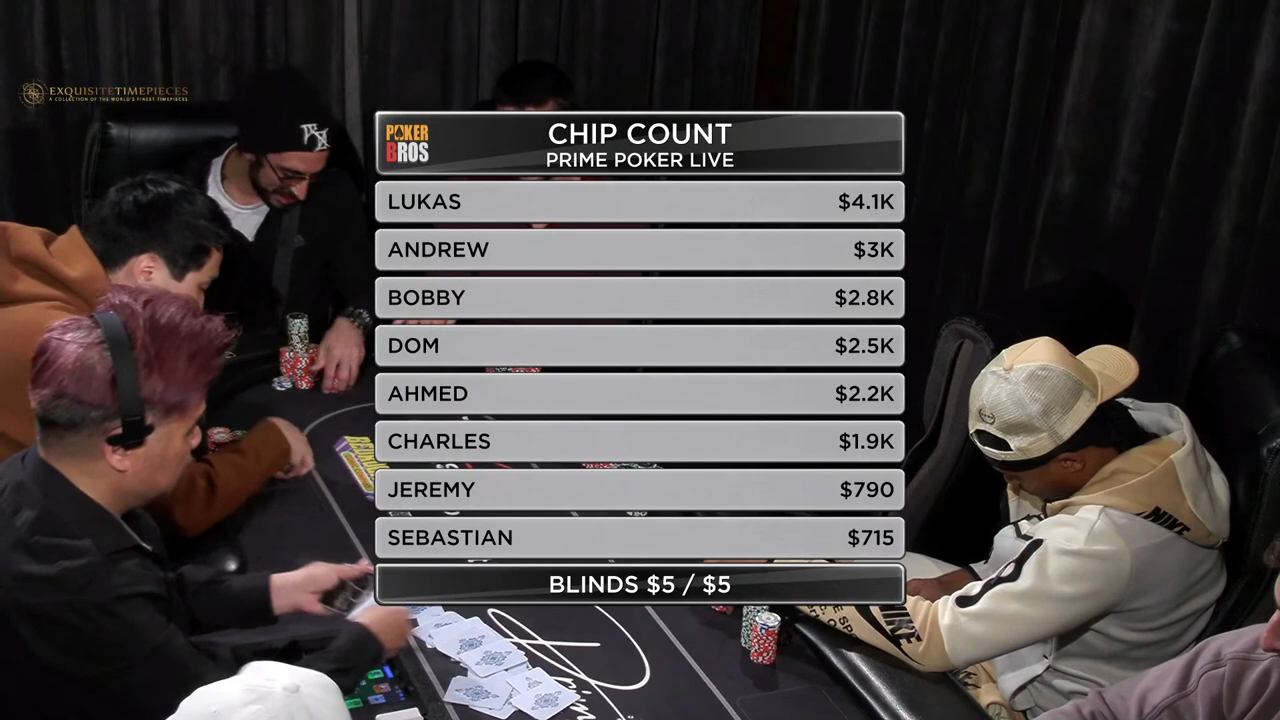 EXQUISITETIMEPIECES
A COLLECTION OF THE WORLD'S FINEST TIMEPIECES
POKER
BROS
CHIP COUNT
PRIME POKER LIVE
LUKAS $4.1K
ANDREW $3K
BOBBY $2.8K
DOM $2.5K
AHMED $2.2K
CHARLES $1.9K
JEREMY $790
SEBASTIAN $715
BLINDS $5 / $5
NIKE
NIKE